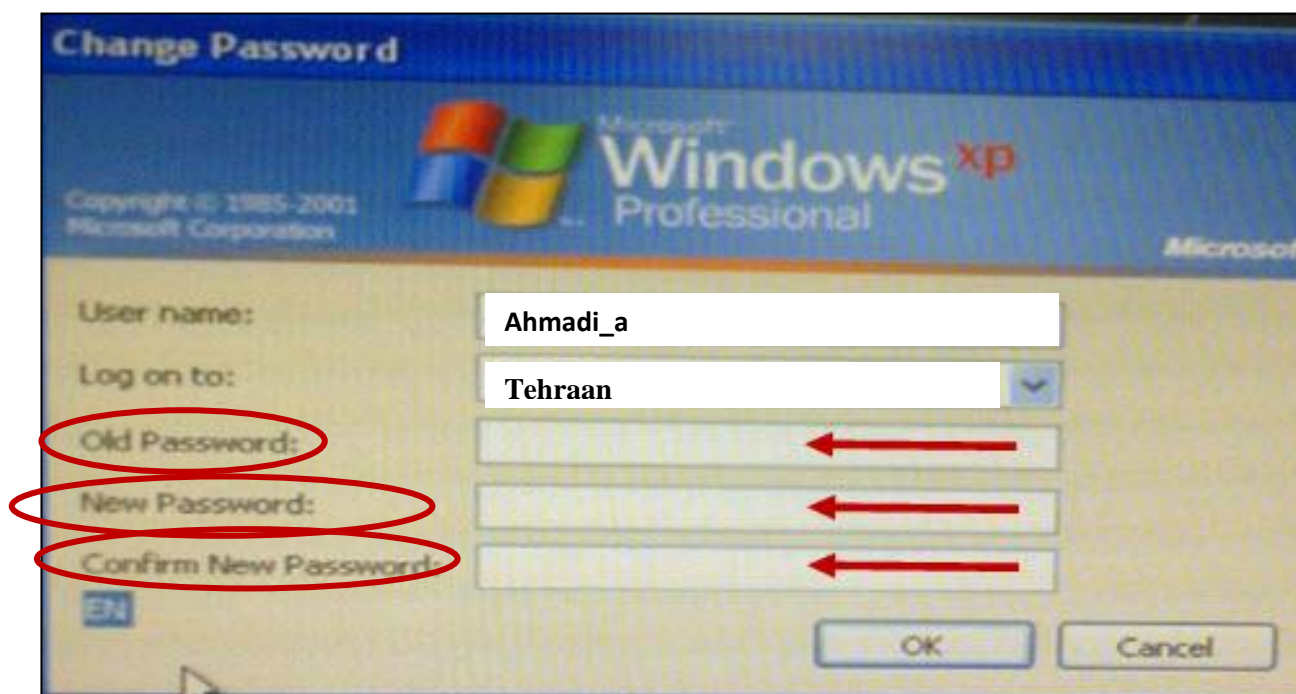 Change Password
Microsoft
Windows xp
Professional
Copyright © 1985-2001
Microsoft Corporation
Microsoft
User name:
Ahmadi_a
Log on to:
Tehraan
Old Password:
New Password:
Confirm New Password:
EN
OK
Cancel